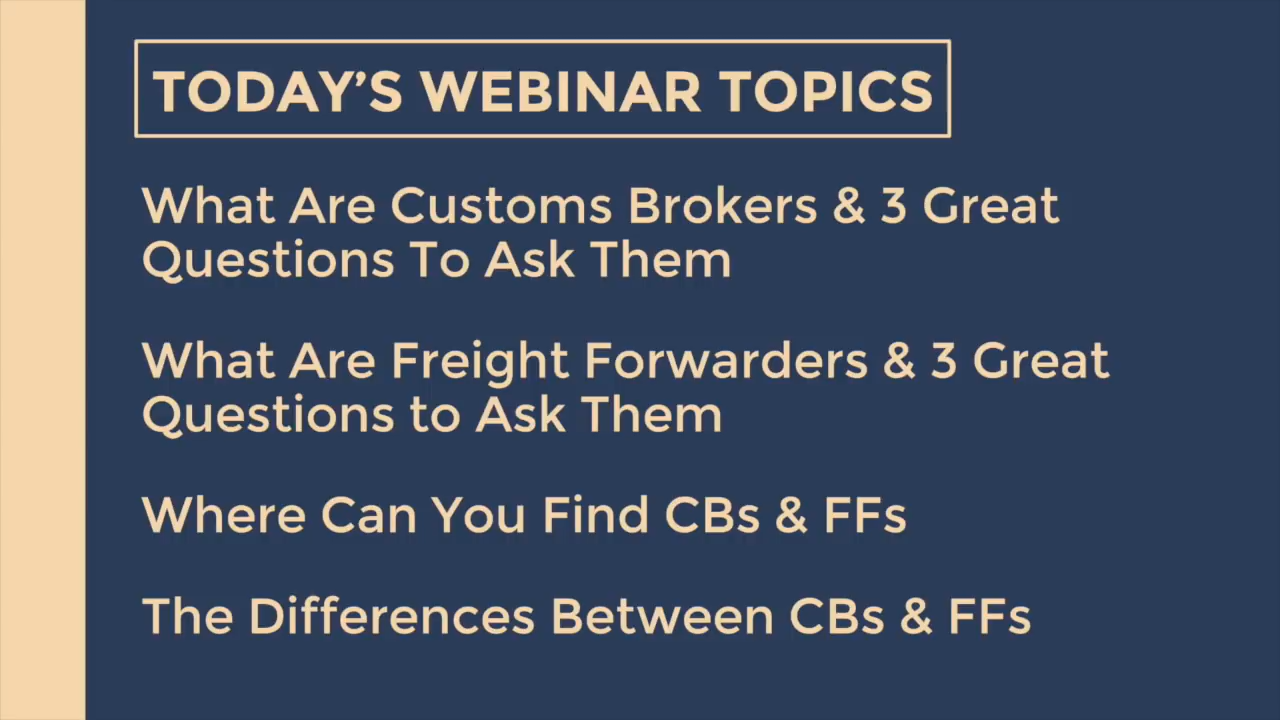 TODAY'S WEBINAR TOPICS
What Are Customs Brokers & 3 Great
Questions To Ask Them
What Are Freight Forwarders & 3 Great
Questions to Ask Them
Where Can You Find CBs & FFs
The Differences Between CBs & FFs